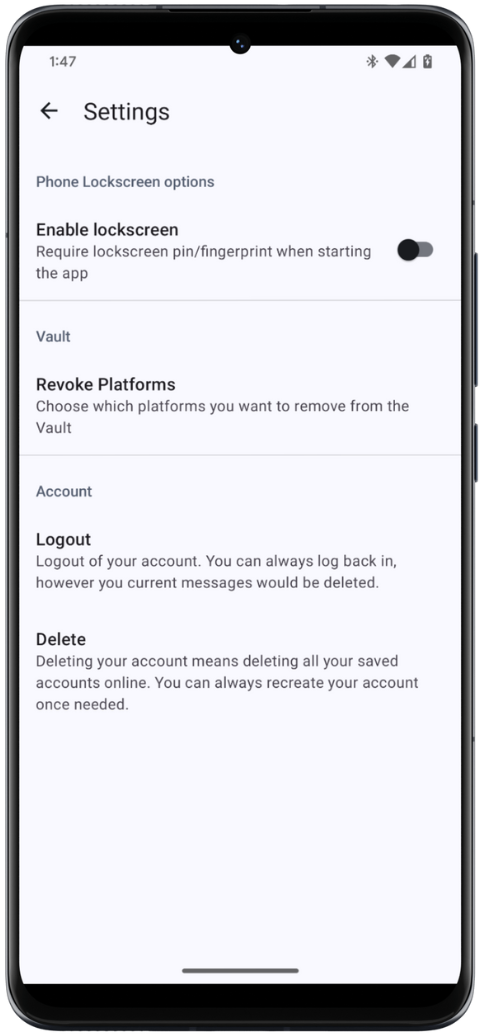 1:47
Settings
Phone Lockscreen options
Enable lockscreen
Require lockscreen pin/fingerprint when starting
the app
Vault
Revoke Platforms
Choose which platforms you want to remove from the
Vault
Account
Logout
Logout of your account. You can always log back in,
however you current messages would be deleted.
Delete
Deleting your account means deleting all your saved
accounts online. You can always recreate your account
once needed.